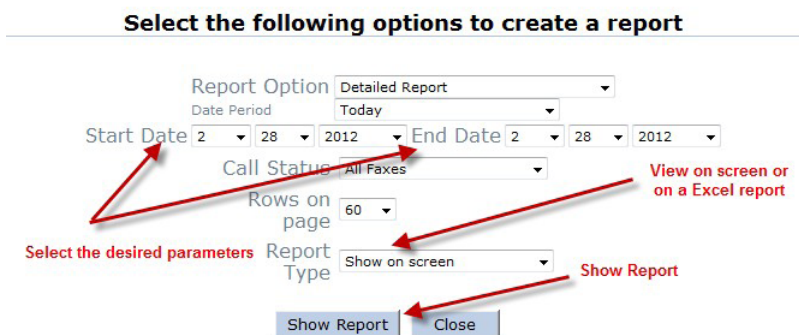 Select the following options to create a report
Report Option Detailed Report
Date Period Today
Start Date 2 28 2012 End Date 2 28 2012
Call Status All Faxes
View on screen or
on a Excel report
Rows on
page 60
Select the desired parameters
Report
Type Show on screen
Show Report
Show Report Close